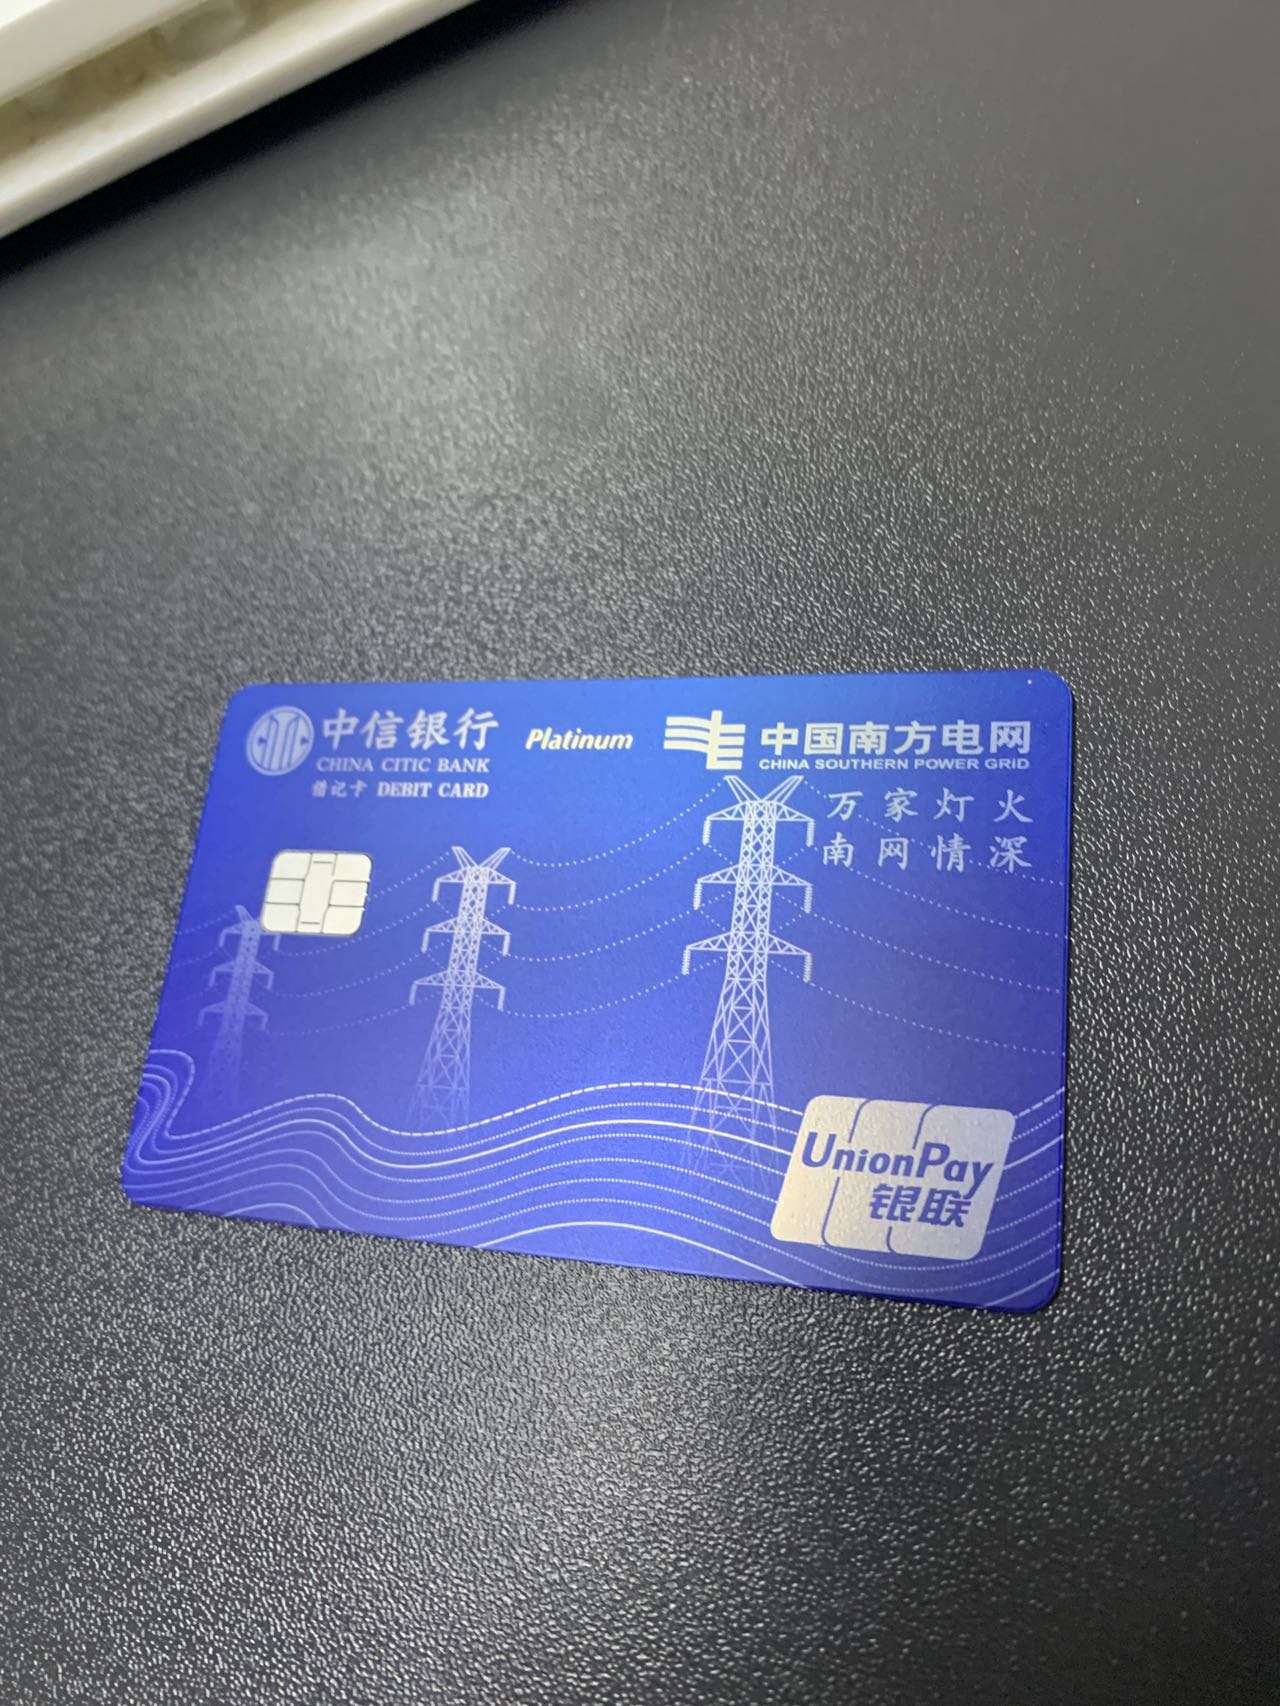 中信银行
CHINA CITIC BANK
借记卡 DEBIT CARD
Platinum
中国南方电网
CHINA SOUTHERN POWER GRID
万家灯火
南网情深
UnionPay
银联